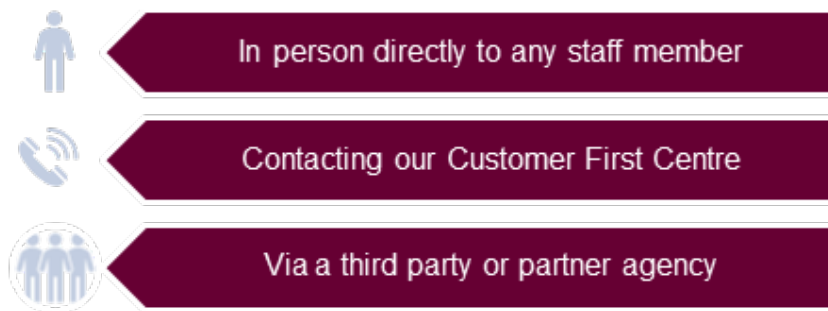 In person directly to any staff member
Contacting our Customer First Centre
Via a third party or partner agency